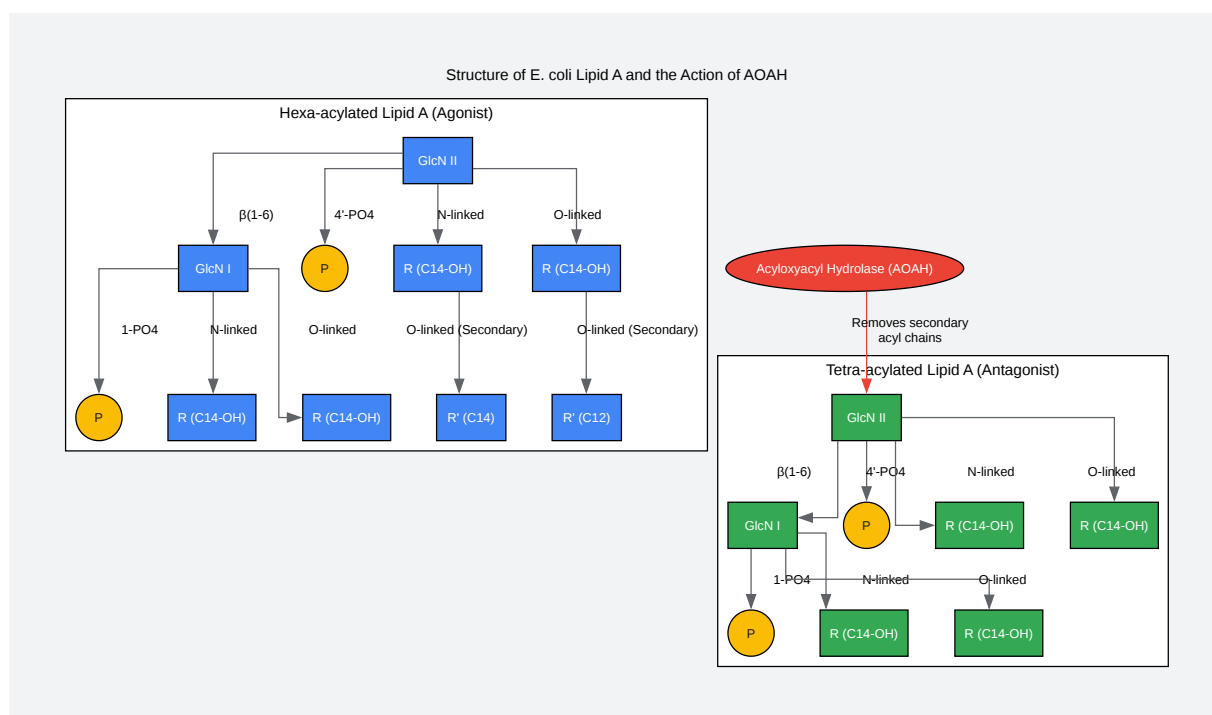 Structure of E. coli Lipid A and the Action of AOAH
Hexa-acylated Lipid A (Agonist)
GlcN II
β(1-6)
4'-PO4
N-linked
O-linked
GlcN I
P
R (C14-OH)
R (C14-OH)
1-PO4
N-linked
O-linked
O-linked (Secondary)
O-linked (Secondary)
P
R (C14-OH)
R (C14-OH)
R' (C14)
R' (C12)
Acyloxyacyl Hydrolase (AOAH)
Removes secondary
acyl chains
Tetra-acylated Lipid A (Antagonist)
GlcN II
β(1-6)
4'-PO4
N-linked
O-linked
GlcN I
P
R (C14-OH)
R (C14-OH)
1-PO4
N-linked
O-linked
P
R (C14-OH)
R (C14-OH)